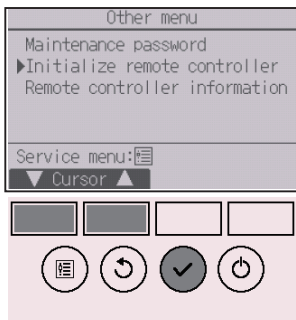 Other menu
Maintenance password
▶Initialize remote controller
Remote controller information
Service menu:
▼ Cursor ▲